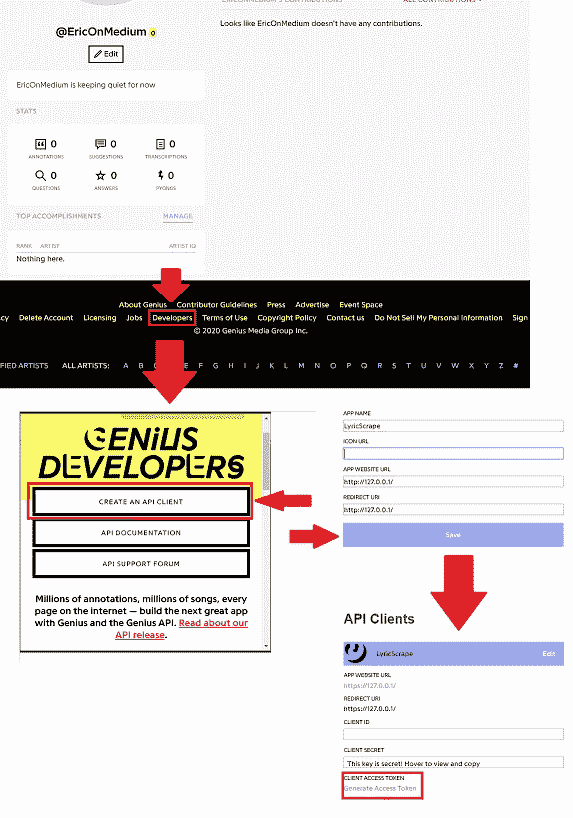 ERICONMEDIUM'S CONTRIBUTIONS ALL CONTRIBUTIONS
Looks like EricOnMedium doesn't have any contributions.
@EricOnMedium 0
Edit
EricOnMedium is keeping quiet for now
STATS
0 0 0
ANNOTATIONS SUGGESTIONS TRANSCRIPTIONS
0 0 0
QUESTIONS ANSWERS PYONGS
TOP ACCOMPLISHMENTS MANAGE
RANK ARTIST ARTIST IQ
Nothing here.
About Genius Contributor Guidelines Press Advertise Event Space
cy Delete Account Licensing Jobs Developers Terms of Use Copyright Policy Contact us Do Not Sell My Personal Information Sign
© 2020 Genius Media Group Inc.
FIED ARTISTS ALL ARTISTS: A B E F G H I J K L M N O P Q R S T U V W X Y Z #
GENIUS
DEVELOPERS
CREATE AN API CLIENT
API DOCUMENTATION
API SUPPORT FORUM
Millions of annotations, millions of songs, every
page on the internet — build the next great app
with Genius and the Genius API. Read about our
API release.
APP NAME
LyricScrape
ICON URL
APP WEBSITE URL
http://127.0.0.1/
REDIRECT URI
http://127.0.0.1/
Save
API Clients
LyricScrape Edit
APP WEBSITE URL
https://127.0.0.1/
REDIRECT URI
https://127.0.0.1/
CLIENT ID
CLIENT SECRET
This key is secret! Hover to view and copy
CLIENT ACCESS TOKEN
Generate Access Token